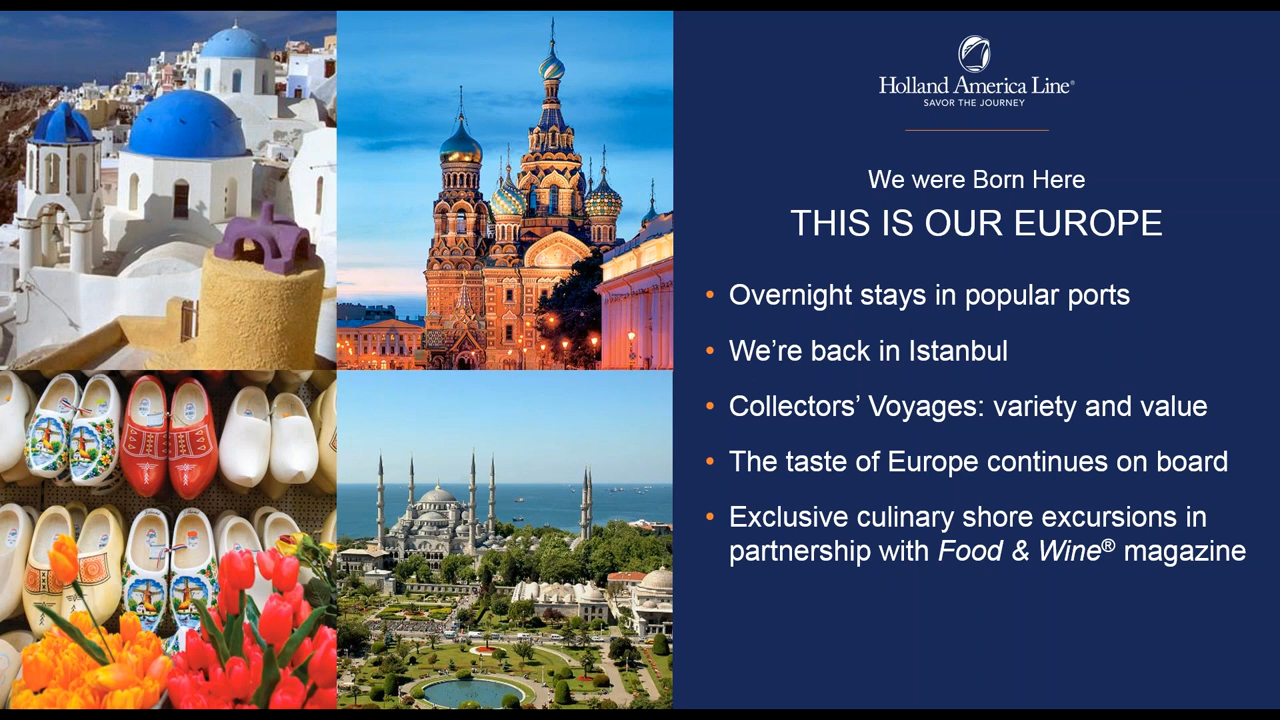 Holland America Line®
SAVOR THE JOURNEY
We were Born Here
THIS IS OUR EUROPE
• Overnight stays in popular ports
• We’re back in Istanbul
• Collectors’ Voyages: variety and value
• The taste of Europe continues on board
• Exclusive culinary shore excursions in
partnership with Food & Wine® magazine